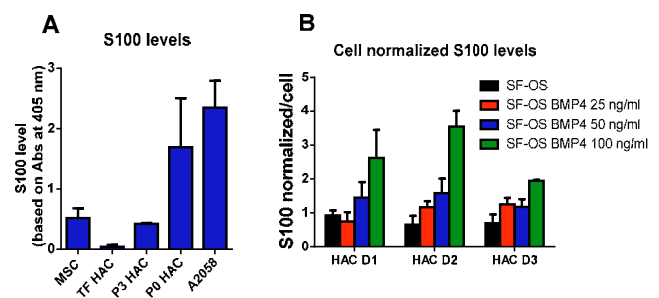 A
S100 levels
S100 level
(based on Abs at 405 nm)
3
2
1
0
MSC
TF HAC
P3 HAC
P0 HAC
A2058
B
Cell normalized S100 levels
S100 normalized/cell
5
4
3
2
1
0
SF-OS
SF-OS BMP4 25 ng/ml
SF-OS BMP4 50 ng/ml
SF-OS BMP4 100 ng/ml
HAC D1 HAC D2 HAC D3